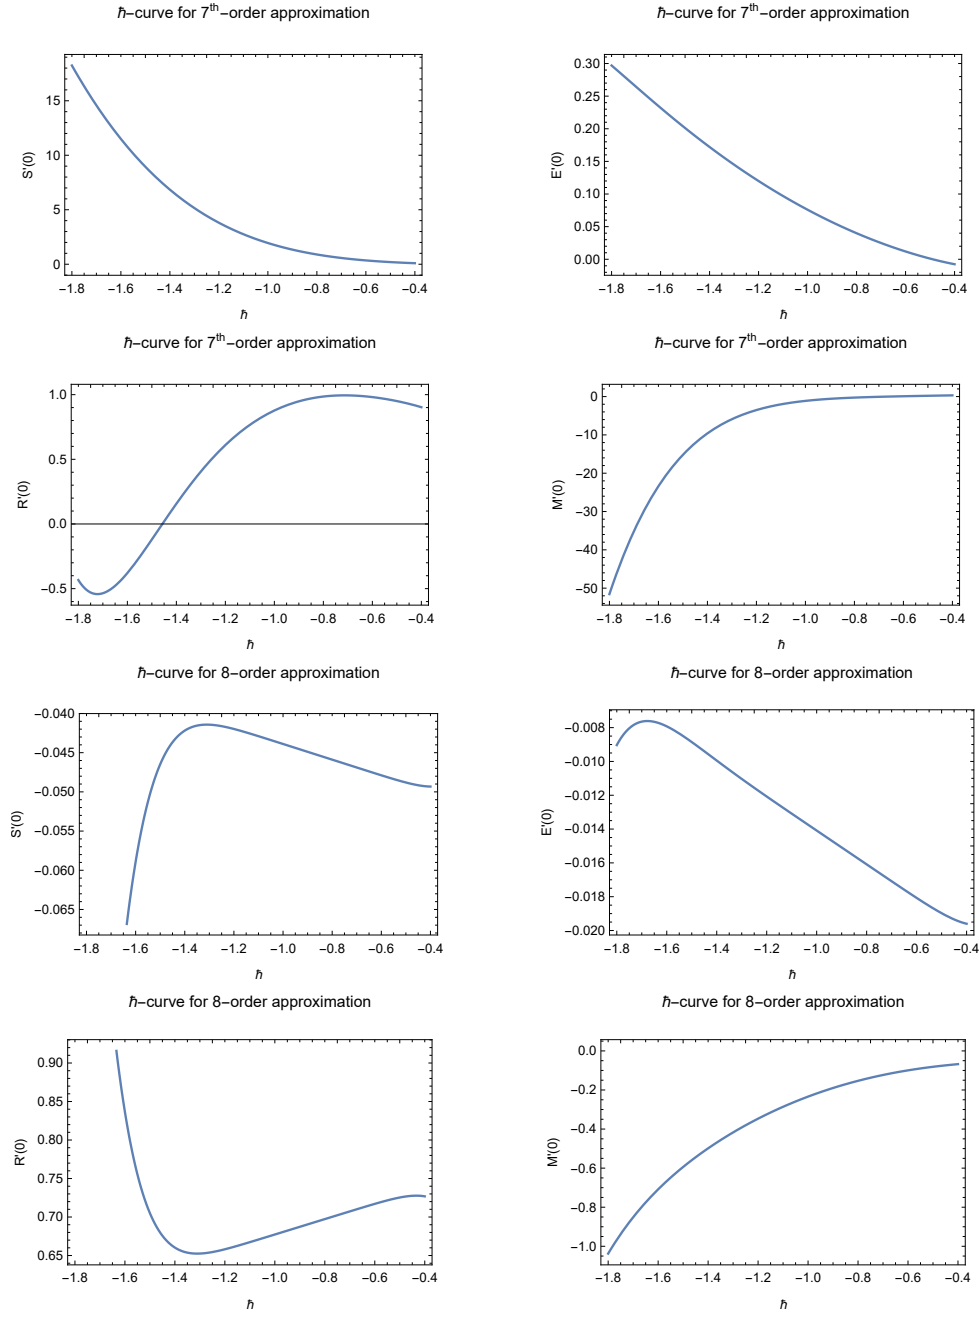 ℏ−curve for 7th−order approximation
S'(0)
15
10
5
0
−1.8 −1.6 −1.4 −1.2 −1.0 −0.8 −0.6 −0.4
ℏ
ℏ−curve for 7th−order approximation
E'(0)
0.30
0.25
0.20
0.15
0.10
0.05
0.00
−1.8 −1.6 −1.4 −1.2 −1.0 −0.8 −0.6 −0.4
ℏ
ℏ−curve for 7th−order approximation
R'(0)
1.0
0.5
0.0
−0.5
−1.8 −1.6 −1.4 −1.2 −1.0 −0.8 −0.6 −0.4
ℏ
ℏ−curve for 7th−order approximation
M'(0)
0
−10
−20
−30
−40
−50
−1.8 −1.6 −1.4 −1.2 −1.0 −0.8 −0.6 −0.4
ℏ
ℏ−curve for 8−order approximation
S'(0)
−0.040
−0.045
−0.050
−0.055
−0.060
−0.065
−1.8 −1.6 −1.4 −1.2 −1.0 −0.8 −0.6 −0.4
ℏ
ℏ−curve for 8−order approximation
E'(0)
−0.008
−0.010
−0.012
−0.014
−0.016
−0.018
−0.020
−1.8 −1.6 −1.4 −1.2 −1.0 −0.8 −0.6 −0.4
ℏ
ℏ−curve for 8−order approximation
R'(0)
0.90
0.85
0.80
0.75
0.70
0.65
−1.8 −1.6 −1.4 −1.2 −1.0 −0.8 −0.6 −0.4
ℏ
ℏ−curve for 8−order approximation
M'(0)
0.0
−0.2
−0.4
−0.6
−0.8
−1.0
−1.8 −1.6 −1.4 −1.2 −1.0 −0.8 −0.6 −0.4
ℏ